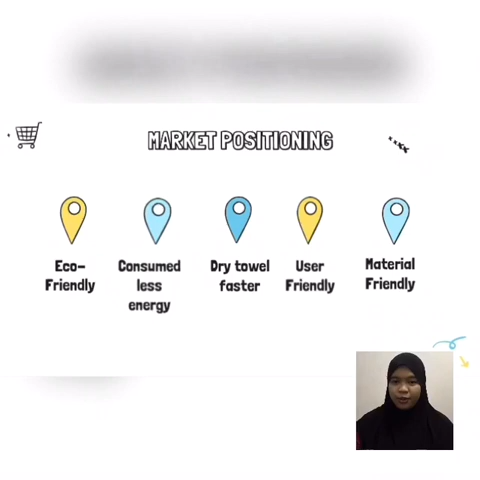 MARKET POSITIONING
Eco-
Friendly
Consumed
less
energy
Dry towel
faster
User
Friendly
Material
Friendly